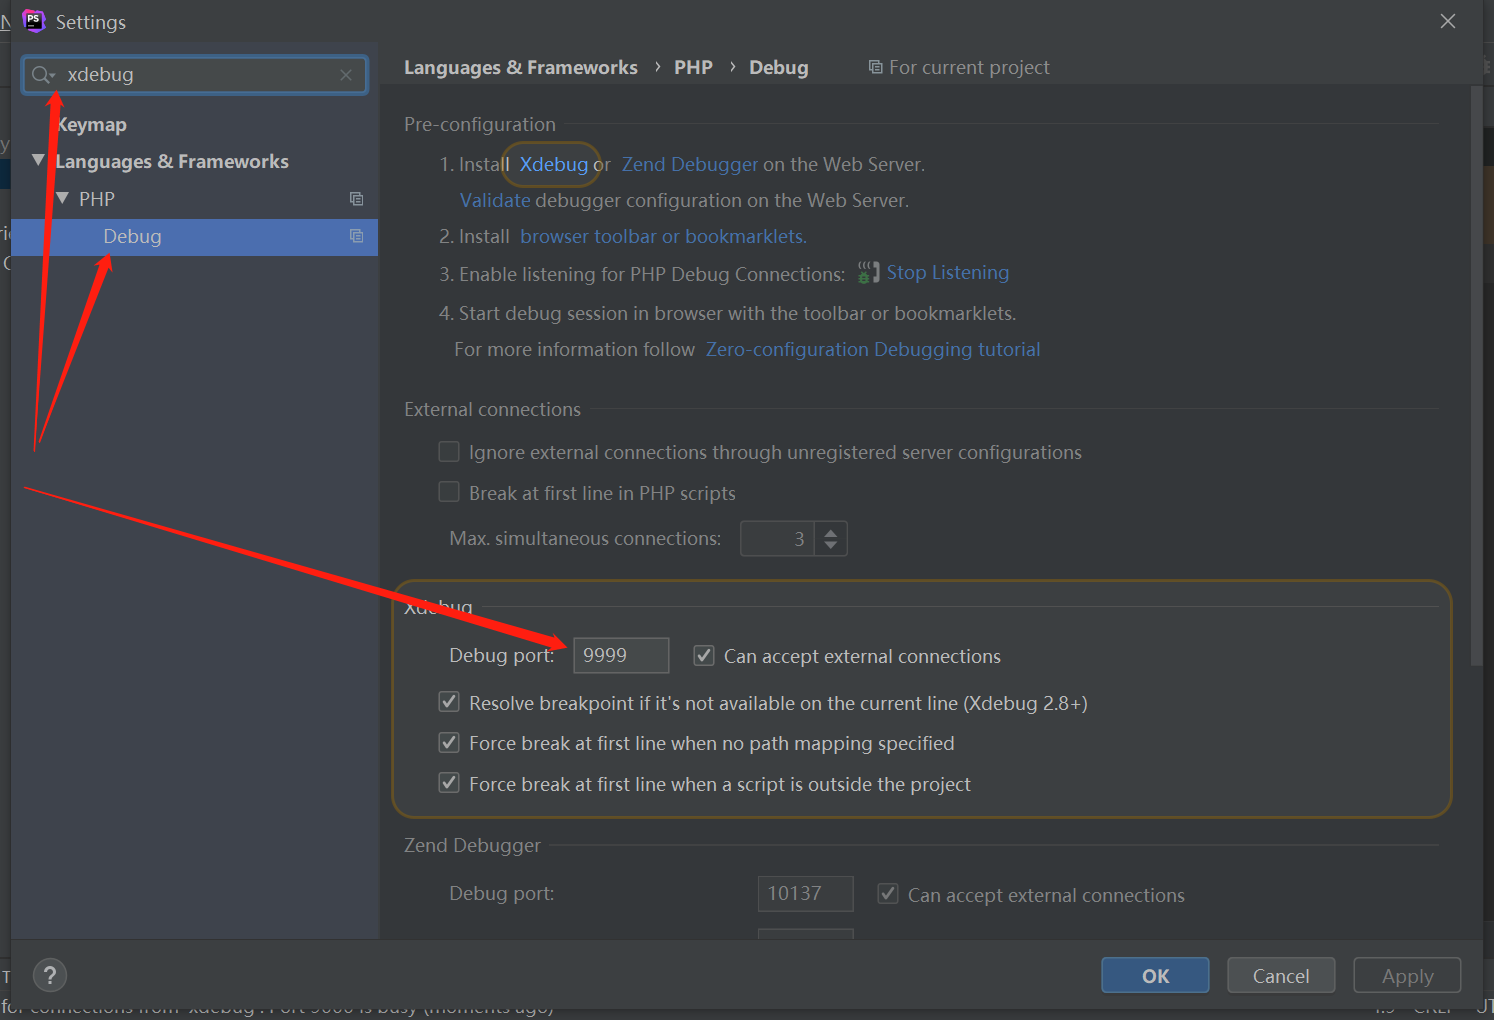 PS Settings
xdebug
Keymap
Languages & Frameworks
PHP
Debug
Languages & Frameworks › PHP › Debug For current project
Pre-configuration
1. Install Xdebug or Zend Debugger on the Web Server.
Validate debugger configuration on the Web Server.
2. Install browser toolbar or bookmarklets.
3. Enable listening for PHP Debug Connections: Stop Listening
4. Start debug session in browser with the toolbar or bookmarklets.
For more information follow Zero-configuration Debugging tutorial
External connections
Ignore external connections through unregistered server configurations
Break at first line in PHP scripts
Max. simultaneous connections: 3
Xdebug
Debug port: 9999 Can accept external connections
Resolve breakpoint if it's not available on the current line (Xdebug 2.8+)
Force break at first line when no path mapping specified
Force break at first line when a script is outside the project
Zend Debugger
Debug port: 10137 Can accept external connections
? OK Cancel Apply
for connections from 'xdebug': Port 9000 is busy (moments ago)